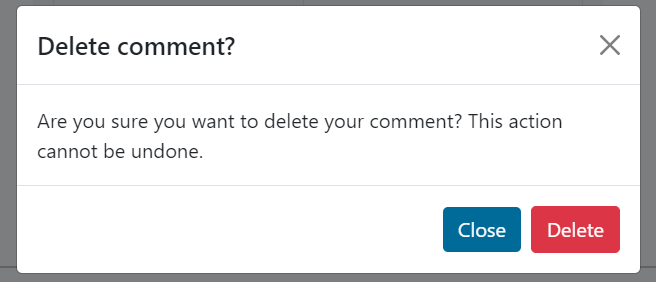 Delete comment?
Are you sure you want to delete your comment? This action
cannot be undone.
Close
Delete